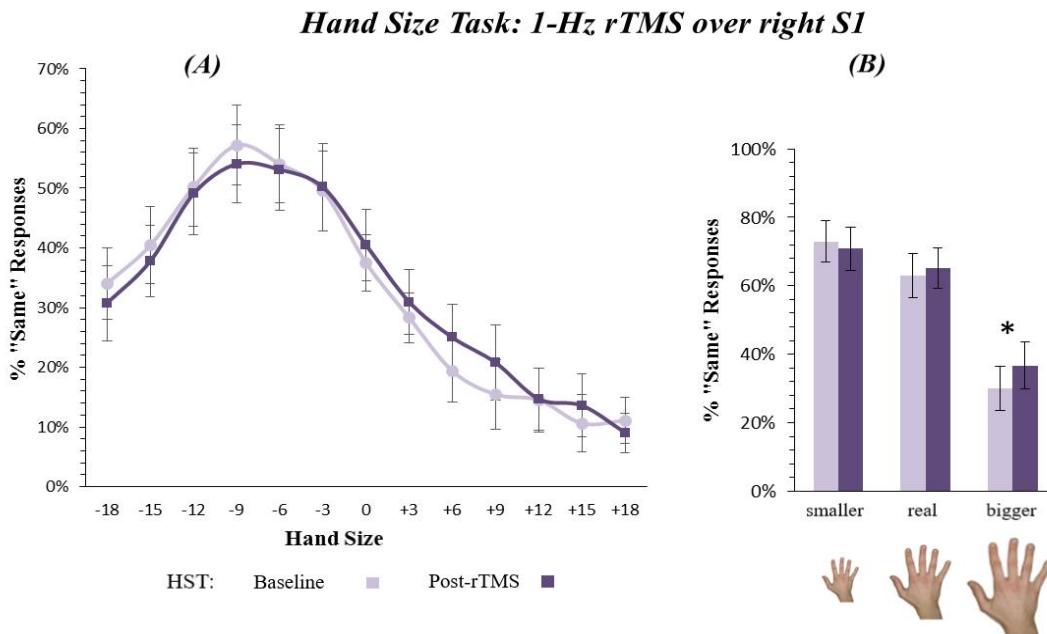 Hand Size Task: 1-Hz rTMS over right S1
(A)
% "Same" Responses
70%
60%
50%
40%
30%
20%
10%
0%
-18 -15 -12 -9 -6 -3 0 +3 +6 +9 +12 +15 +18
Hand Size
HST: Baseline Post-rTMS
(B)
% "Same" Responses
100%
80%
60%
40%
20%
0%
*
smaller real bigger